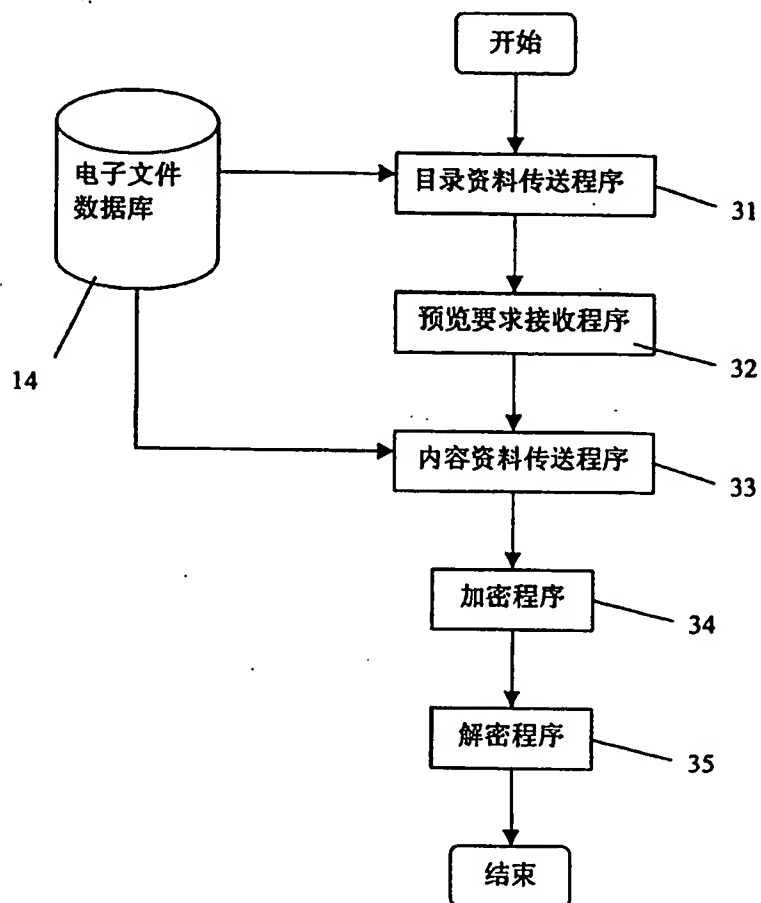 开始
电子文件
数据库
目录资料传送程序
31
预览要求接收程序
32
14
内容资料传送程序
33
加密程序
34
解密程序
35
结束